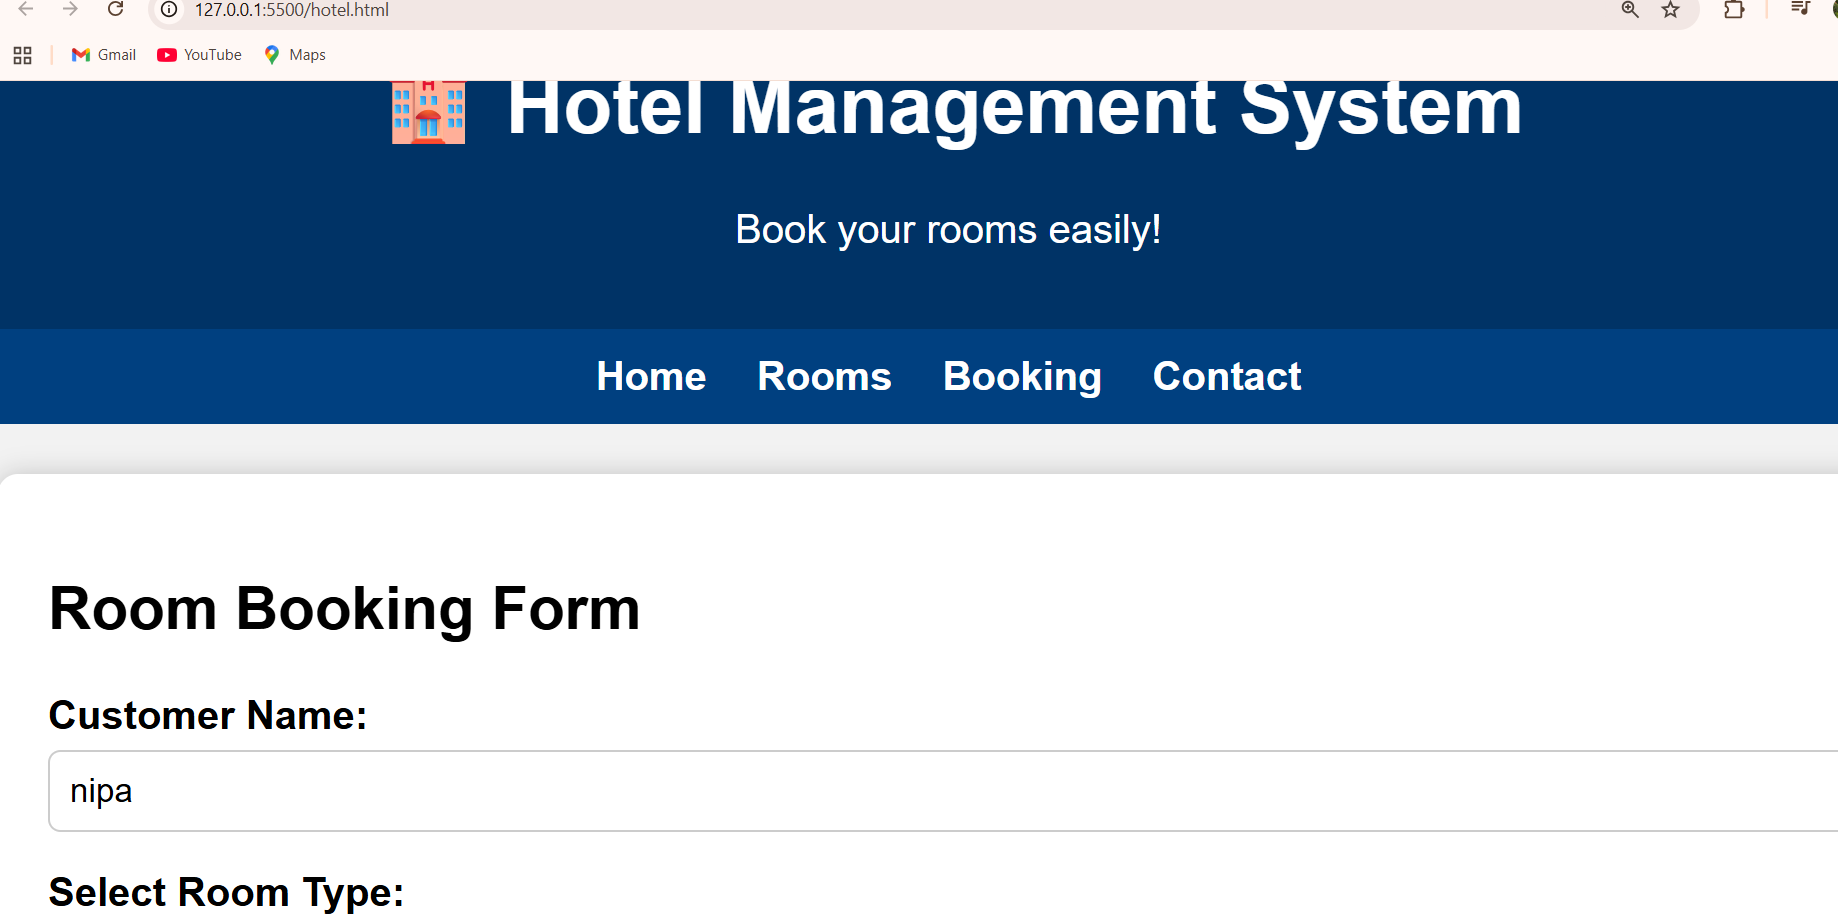 127.0.0.1:5500/hotel.html
Gmail YouTube Maps
H Hotel Management System
Book your rooms easily!
Home Rooms Booking Contact
Room Booking Form
Customer Name:
nipa
Select Room Type: